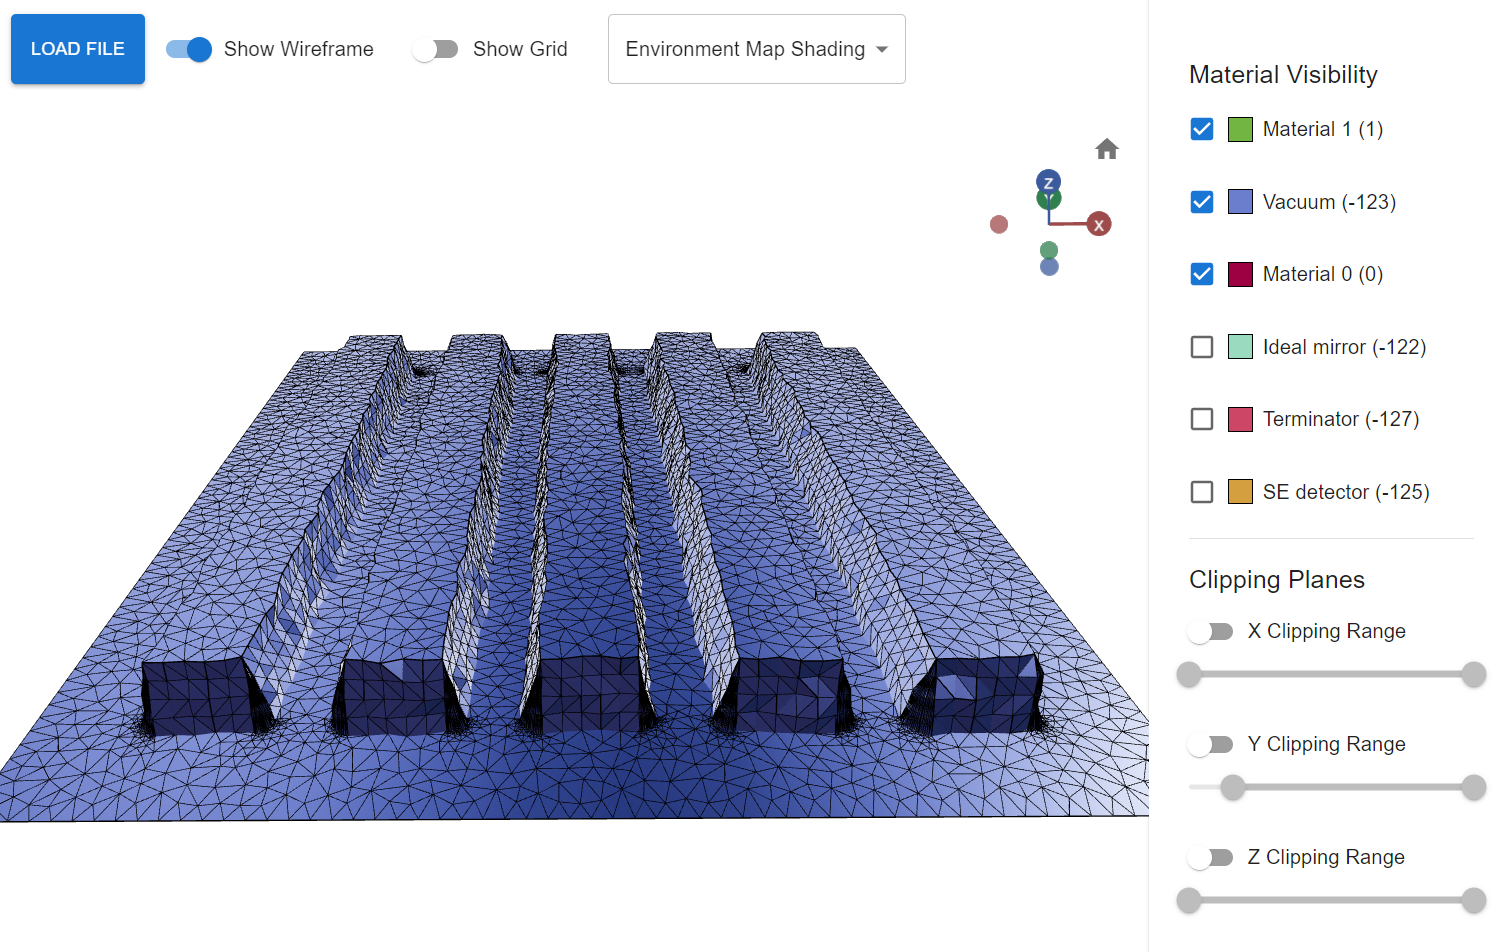 LOAD FILE
Show Wireframe
Show Grid
Environment Map Shading
Z
Y
X
Material Visibility
Material 1 (1)
Vacuum (-123)
Material 0 (0)
Ideal mirror (-122)
Terminator (-127)
SE detector (-125)
Clipping Planes
X Clipping Range
Y Clipping Range
Z Clipping Range